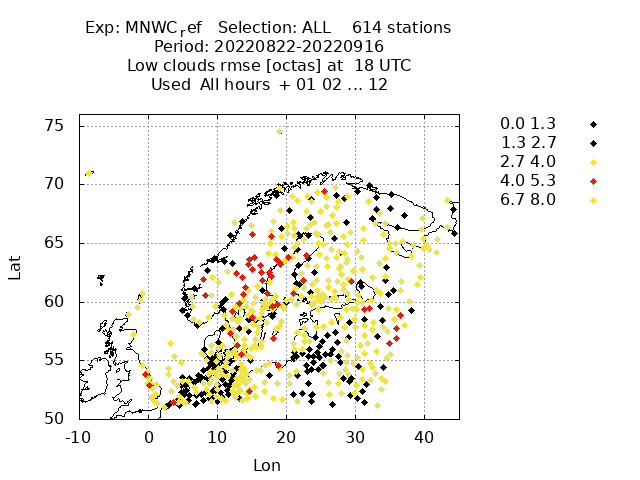 Exp: MNWC_ref Selection: ALL 614 stations
Period: 20220822-20220916
Low clouds rmse [octas] at 18 UTC
Used All hours + 01 02 ... 12
0.0 1.3
1.3 2.7
2.7 4.0
4.0 5.3
6.7 8.0
75
70
65
60
55
50
Lat
-10 0 10 20 30 40
Lon